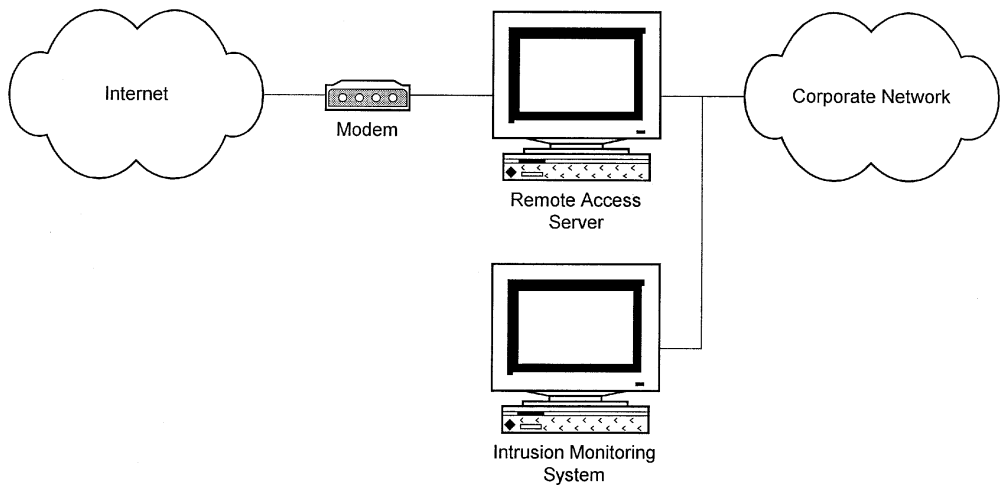 Internet
Modem
Remote Access
Server
Corporate Network
Intrusion Monitoring
System